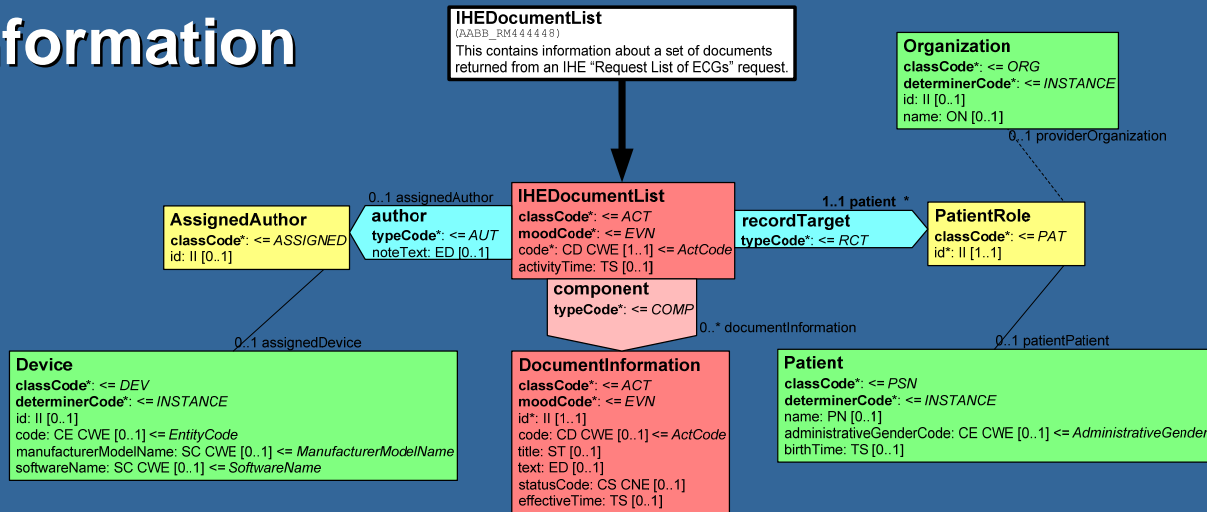 nformation
IHEDocumentList
(AABB_RM444448)
This contains information about a set of documents
returned from an IHE “Request List of ECGs” request.
Organization
classCode*: <= ORG
determinerCode*: <= INSTANCE
id: II [0..1]
name: ON [0..1]
0..1 providerOrganization
0..1 assignedAuthor
AssignedAuthor
classCode*: <= ASSIGNED
id: II [0..1]
author
typeCode*: <= AUT
noteText: ED [0..1]
IHEDocumentList
classCode*: <= ACT
moodCode*: <= EVN
code*: CD CWE [1..1] <= ActCode
activityTime: TS [0..1]
1..1 patient *
recordTarget
typeCode*: <= RCT
PatientRole
classCode*: <= PAT
id*: II [1..1]
component
typeCode*: <= COMP
0..* documentInformation
0..1 assignedDevice
0..1 patientPatient
Device
classCode*: <= DEV
determinerCode*: <= INSTANCE
id: II [0..1]
code: CE CWE [0..1] <= EntityCode
manufacturerModelName: SC CWE [0..1] <= ManufacturerModelName
softwareName: SC CWE [0..1] <= SoftwareName
DocumentInformation
classCode*: <= ACT
moodCode*: <= EVN
id*: II [1..1]
code: CD CWE [0..1] <= ActCode
title: ST [0..1]
text: ED [0..1]
statusCode: CS CNE [0..1]
effectiveTime: TS [0..1]
Patient
classCode*: <= PSN
determinerCode*: <= INSTANCE
name: PN [0..1]
administrativeGenderCode: CE CWE [0..1] <= AdministrativeGender
birthTime: TS [0..1]